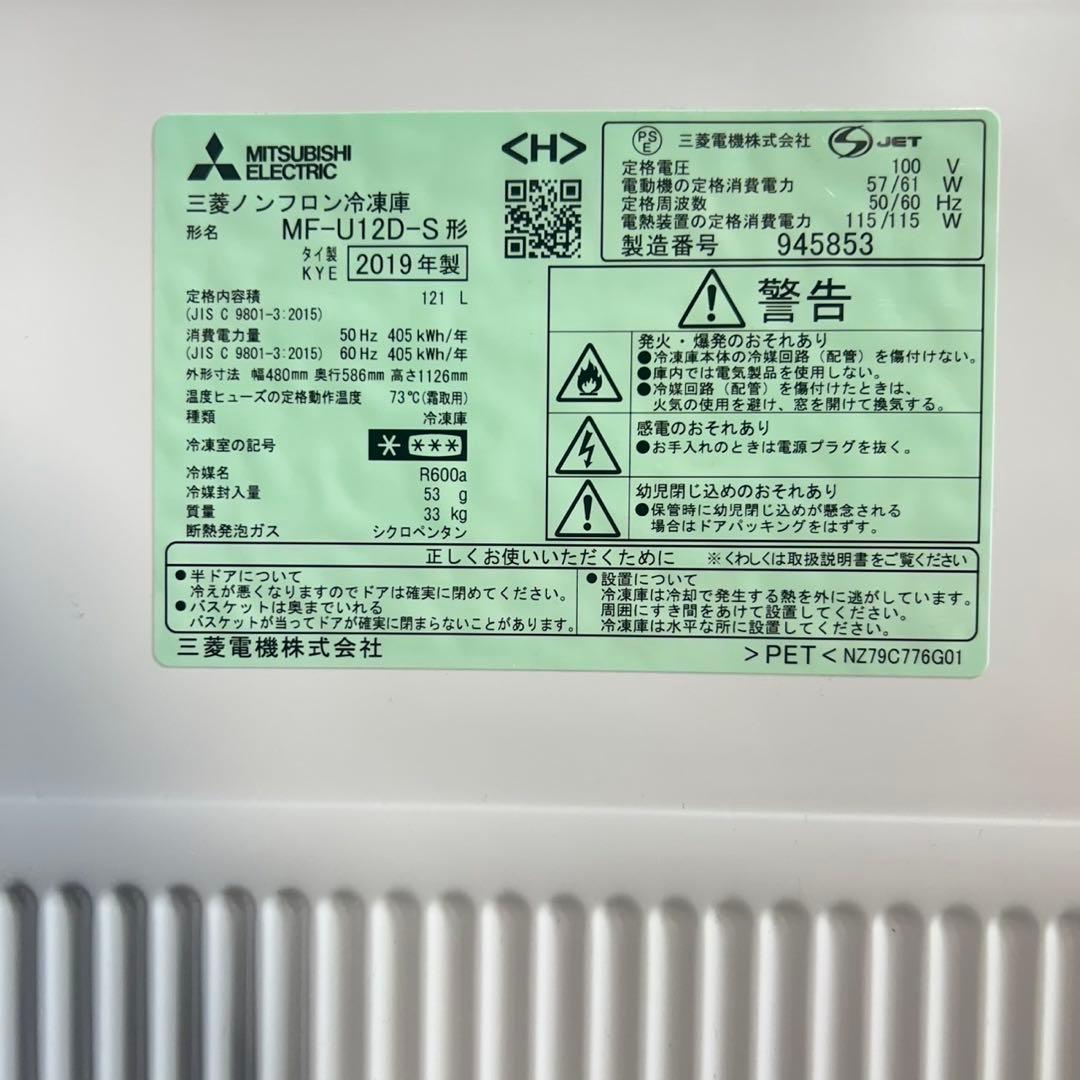 MITSUBISHI
ELECTRIC
三菱ノンフロン冷凍庫
形名 MF-U12D-S形
タイ製
KYE 2019年製
定格内容積 121 L
(JIS C 9801-3:2015)
消費電力量 50Hz 405kWh/年
(JIS C 9801-3:2015) 60Hz 405kWh/年
外形寸法 幅480mm 奥行586mm 高さ1126mm
温度ヒューズの定格動作温度 73℃(霜取用)
種類 冷凍庫
冷凍室の記号 * ***
冷媒名 R600a
冷媒封入量 53 g
質量 33 kg
断熱発泡ガス シクロペンタン
<H>
PS
E 三菱電機株式会社 S JET
定格電圧 100 V
電動機の定格消費電力 57/61 W
定格周波数 50/60 Hz
電熱装置の定格消費電力 115/115 W
製造番号 945853
警告
発火・爆発のおそれあり
●冷凍庫本体の冷媒回路（配管）を傷付けない。
●庫内では電気製品を使用しない。
●冷媒回路（配管）を傷付けたときは、
火気の使用を避け、窓を開けて換気する。
感電のおそれあり
●お手入れのときは電源プラグを抜く。
幼児閉じ込めのおそれあり
●保管時に幼児閉じ込めが懸念される
場合はドアパッキングをはずす。
正しくお使いいただくために ※くわしくは取扱説明書をご覧ください
●半ドアについて
冷えが悪くなりますのでドアは確実に閉めてください。
●バスケットは奥までいれる
バスケットが当ってドアが確実に閉まらないことがあります。
●設置について
冷凍庫は冷却で発生する熱を外に逃がしています。
周囲にすき間をあけて設置してください。
冷凍庫は水平な所に設置してください。
三菱電機株式会社
>PET< NZ79C776G01